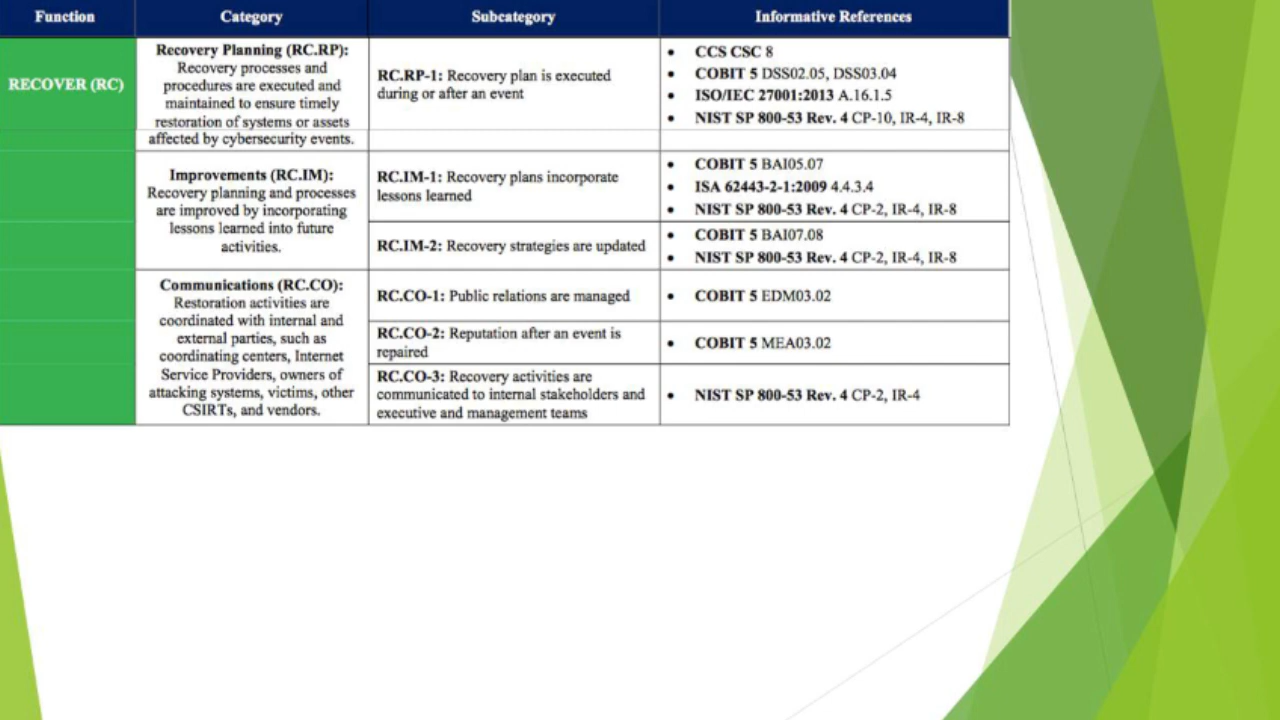 Function Category Subcategory Informative References
RECOVER (RC)
Recovery Planning (RC.RP):
Recovery processes and
procedures are executed and
maintained to ensure timely
restoration of systems or assets
affected by cybersecurity events.
RC.RP-1: Recovery plan is executed
during or after an event
• CCS CSC 8
• COBIT 5 DSS02.05, DSS03.04
• ISO/IEC 27001:2013 A.16.1.5
• NIST SP 800-53 Rev. 4 CP-10, IR-4, IR-8
Improvements (RC.IM):
Recovery planning and processes
are improved by incorporating
lessons learned into future
activities.
RC.IM-1: Recovery plans incorporate
lessons learned
• COBIT 5 BAI05.07
• ISA 62443-2-1:2009 4.4.3.4
• NIST SP 800-53 Rev. 4 CP-2, IR-4, IR-8
RC.IM-2: Recovery strategies are updated
• COBIT 5 BAI07.08
• NIST SP 800-53 Rev. 4 CP-2, IR-4, IR-8
Communications (RC.CO):
Restoration activities are
coordinated with internal and
external parties, such as
coordinating centers, Internet
Service Providers, owners of
attacking systems, victims, other
CSIRTs, and vendors.
RC.CO-1: Public relations are managed
• COBIT 5 EDM03.02
RC.CO-2: Reputation after an event is
repaired
• COBIT 5 MEA03.02
RC.CO-3: Recovery activities are
communicated to internal stakeholders and
executive and management teams
• NIST SP 800-53 Rev. 4 CP-2, IR-4